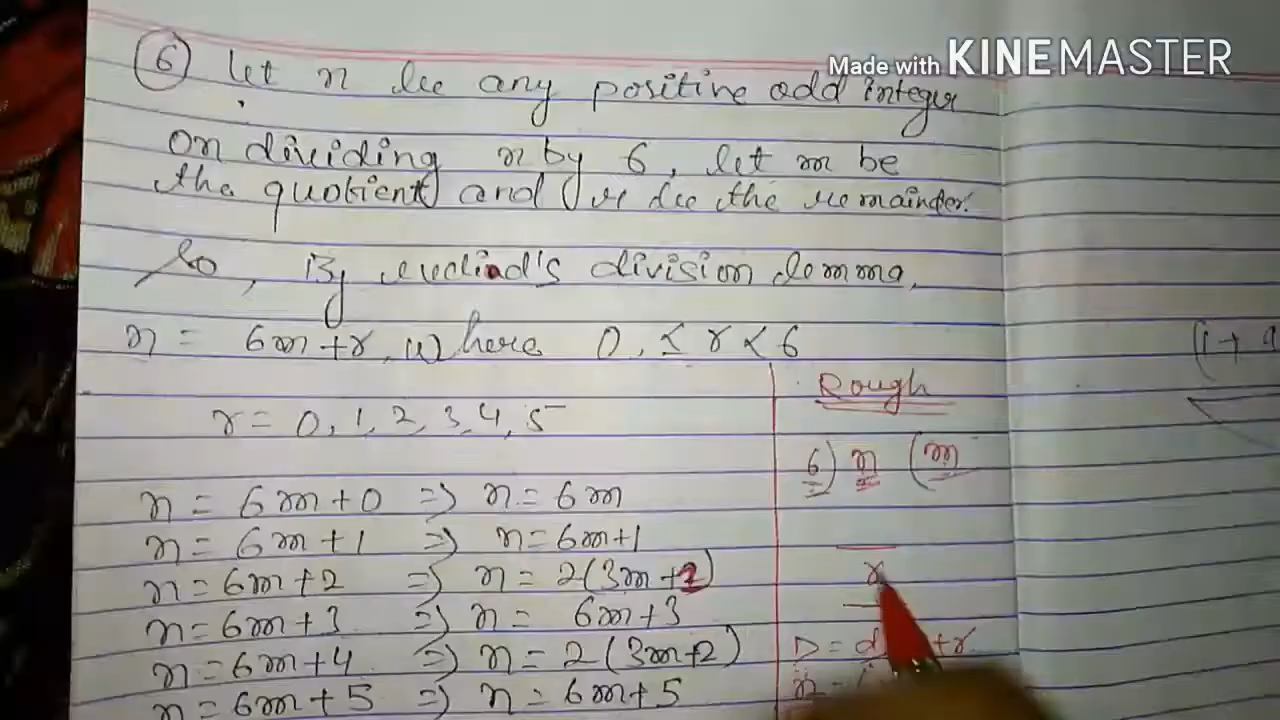 Made with KINEMASTER
6 Let n be any positive odd integer
On dividing n by 6, let m be
the quotient and r be the remainder.
So, By euclid's division lemma,
n = 6m+r, where 0 ≤ r < 6
r = 0, 1, 2, 3, 4, 5
n = 6m+0 => n = 6m
n = 6m+1 => n = 6m+1
n = 6m+2 => n = 2(3m+1)
n = 6m+3 => n = 6m+3
n = 6m+4 => n = 2(3m+2)
n = 6m+5 => n = 6m+5
Rough
6) n (m
r
D = d +r
n =
(i + q